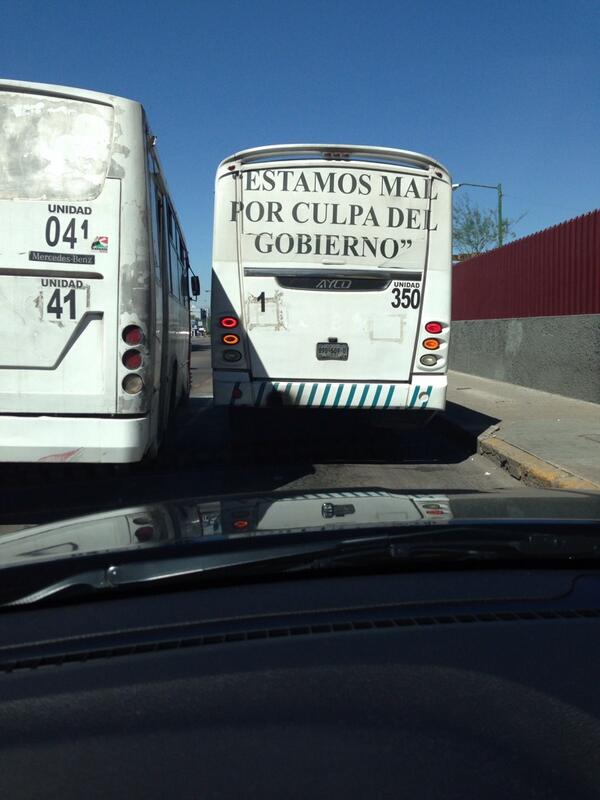 UNIDAD
04¹
Mercedes-Benz
UNIDAD
41
"ESTAMOS MAL
POR CULPA DEL
GOBIERNO”
AYCO
UNIDAD
350
1